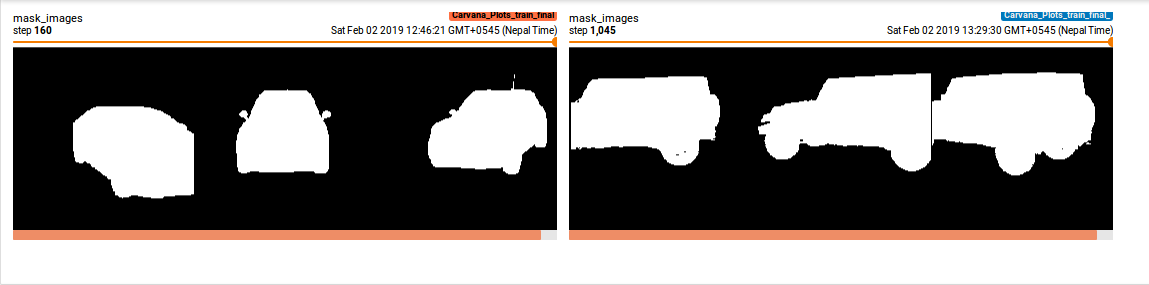 mask_images
Carvana_Plots_train_final
step 160
Sat Feb 02 2019 12:46:21 GMT+0545 (Nepal Time)
mask_images
Carvana_Plots_train_final_
step 1,045
Sat Feb 02 2019 13:29:30 GMT+0545 (Nepal Time)